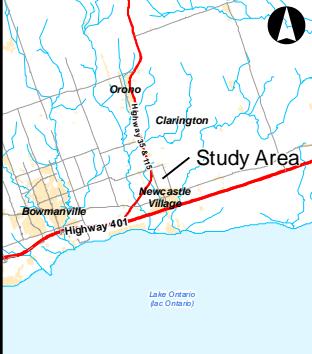 Orono
Highway 35 & 115
Clarington
Study Area
Newcastle
Village
Bowmanville
Highway 401
Lake Ontario
(lac Ontario)